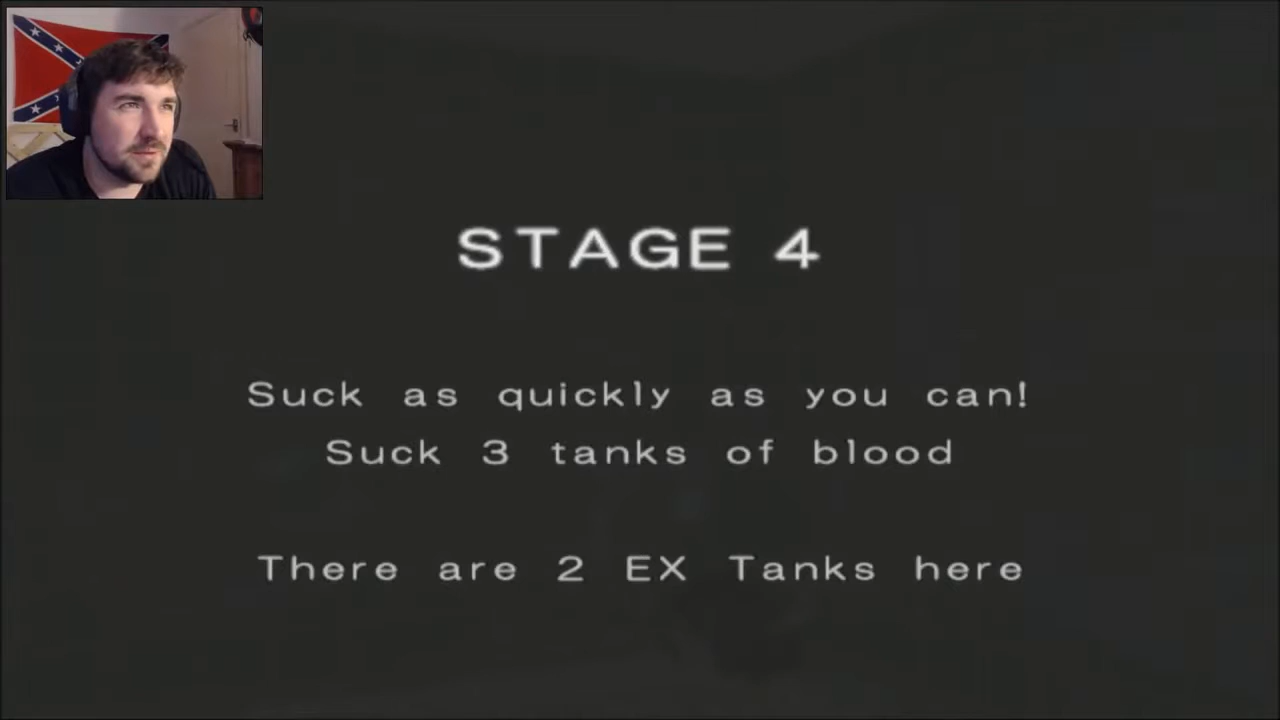 STAGE 4
Suck as quickly as you can!
Suck 3 tanks of blood
There are 2 EX Tanks here